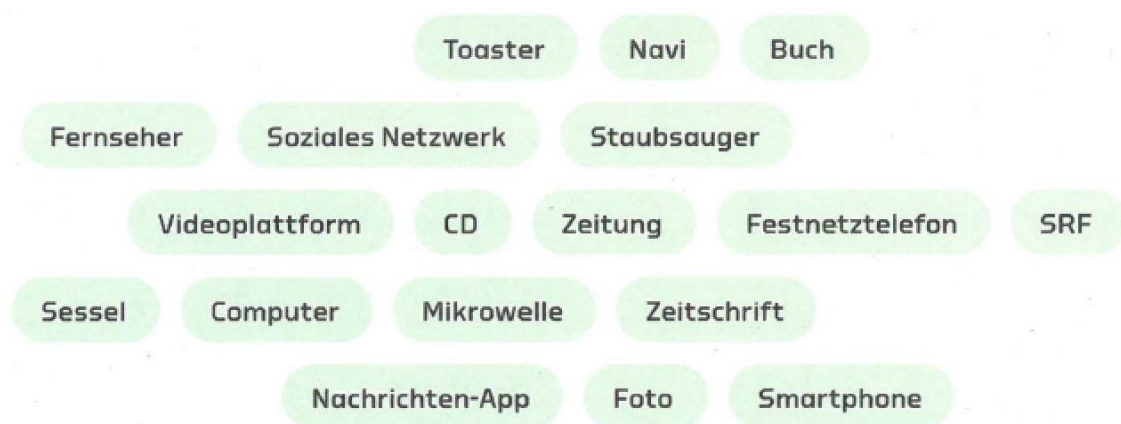 Toaster Navi Buch
Fernseher Soziales Netzwerk Staubsauger
Videoplattform CD Zeitung Festnetztelefon SRF
Sessel Computer Mikrowelle Zeitschrift
Nachrichten-App Foto Smartphone